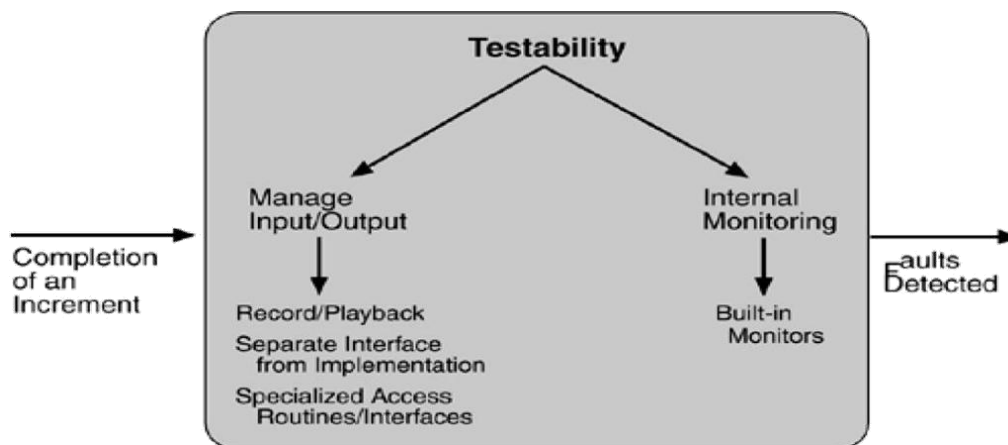 Testability
Manage
Input/Output
Internal
Monitoring
Completion
of an
Increment
Faults
Detected
Record/Playback
Separate Interface
from Implementation
Specialized Access
Routines/Interfaces
Built-in
Monitors